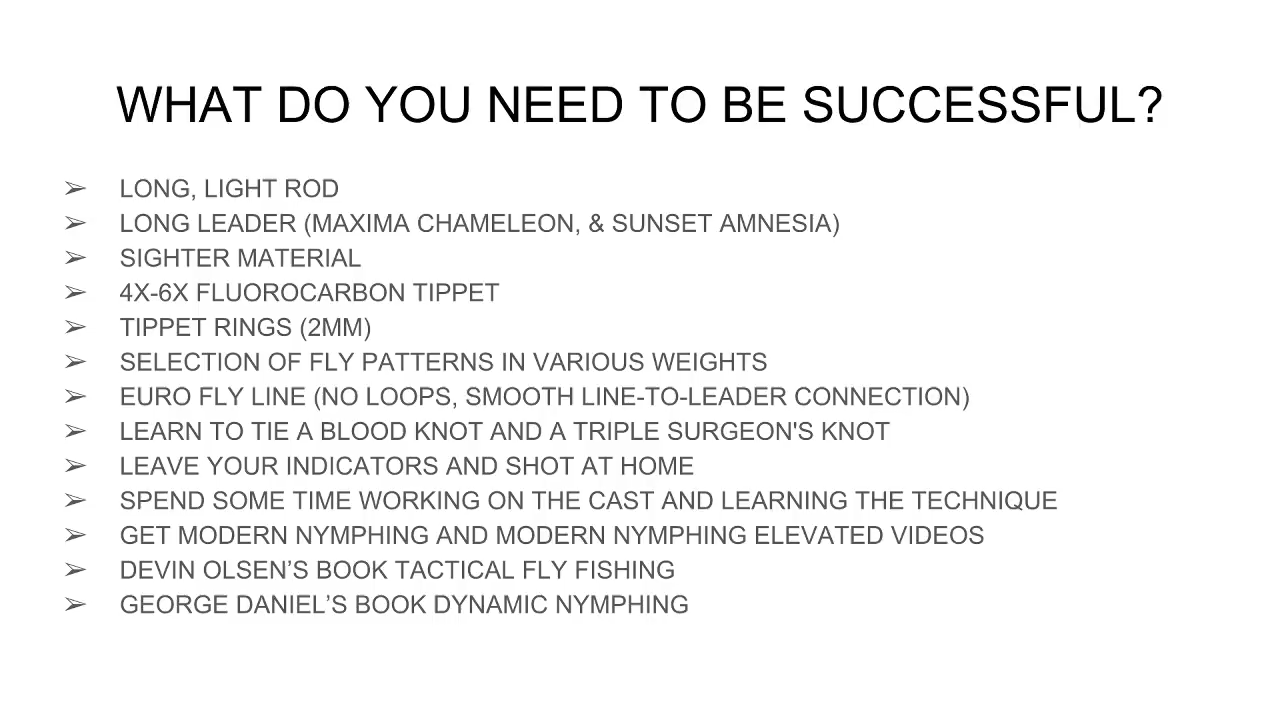 WHAT DO YOU NEED TO BE SUCCESSFUL?
➢ LONG, LIGHT ROD
➢ LONG LEADER (MAXIMA CHAMELEON, & SUNSET AMNESIA)
➢ SIGHTER MATERIAL
➢ 4X-6X FLUOROCARBON TIPPET
➢ TIPPET RINGS (2MM)
➢ SELECTION OF FLY PATTERNS IN VARIOUS WEIGHTS
➢ EURO FLY LINE (NO LOOPS, SMOOTH LINE-TO-LEADER CONNECTION)
➢ LEARN TO TIE A BLOOD KNOT AND A TRIPLE SURGEON'S KNOT
➢ LEAVE YOUR INDICATORS AND SHOT AT HOME
➢ SPEND SOME TIME WORKING ON THE CAST AND LEARNING THE TECHNIQUE
➢ GET MODERN NYMPHING AND MODERN NYMPHING ELEVATED VIDEOS
➢ DEVIN OLSEN’S BOOK TACTICAL FLY FISHING
➢ GEORGE DANIEL’S BOOK DYNAMIC NYMPHING